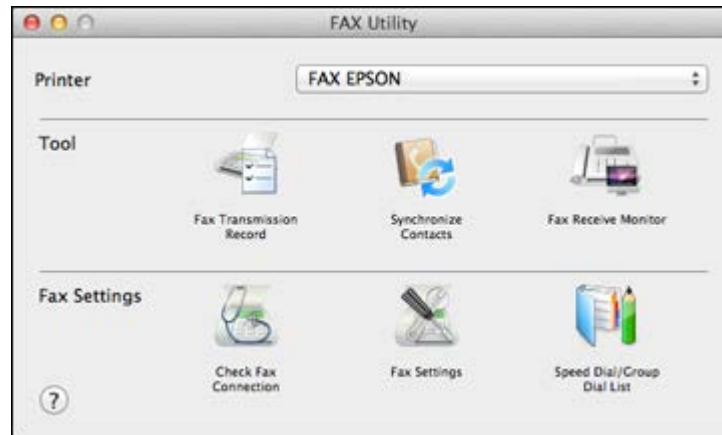 FAX Utility
Printer
FAX EPSON
Tool
Fax Transmission
Record
Synchronize
Contacts
Fax Receive Monitor
Fax Settings
Check Fax
Connection
Fax Settings
Speed Dial/Group
Dial List
?